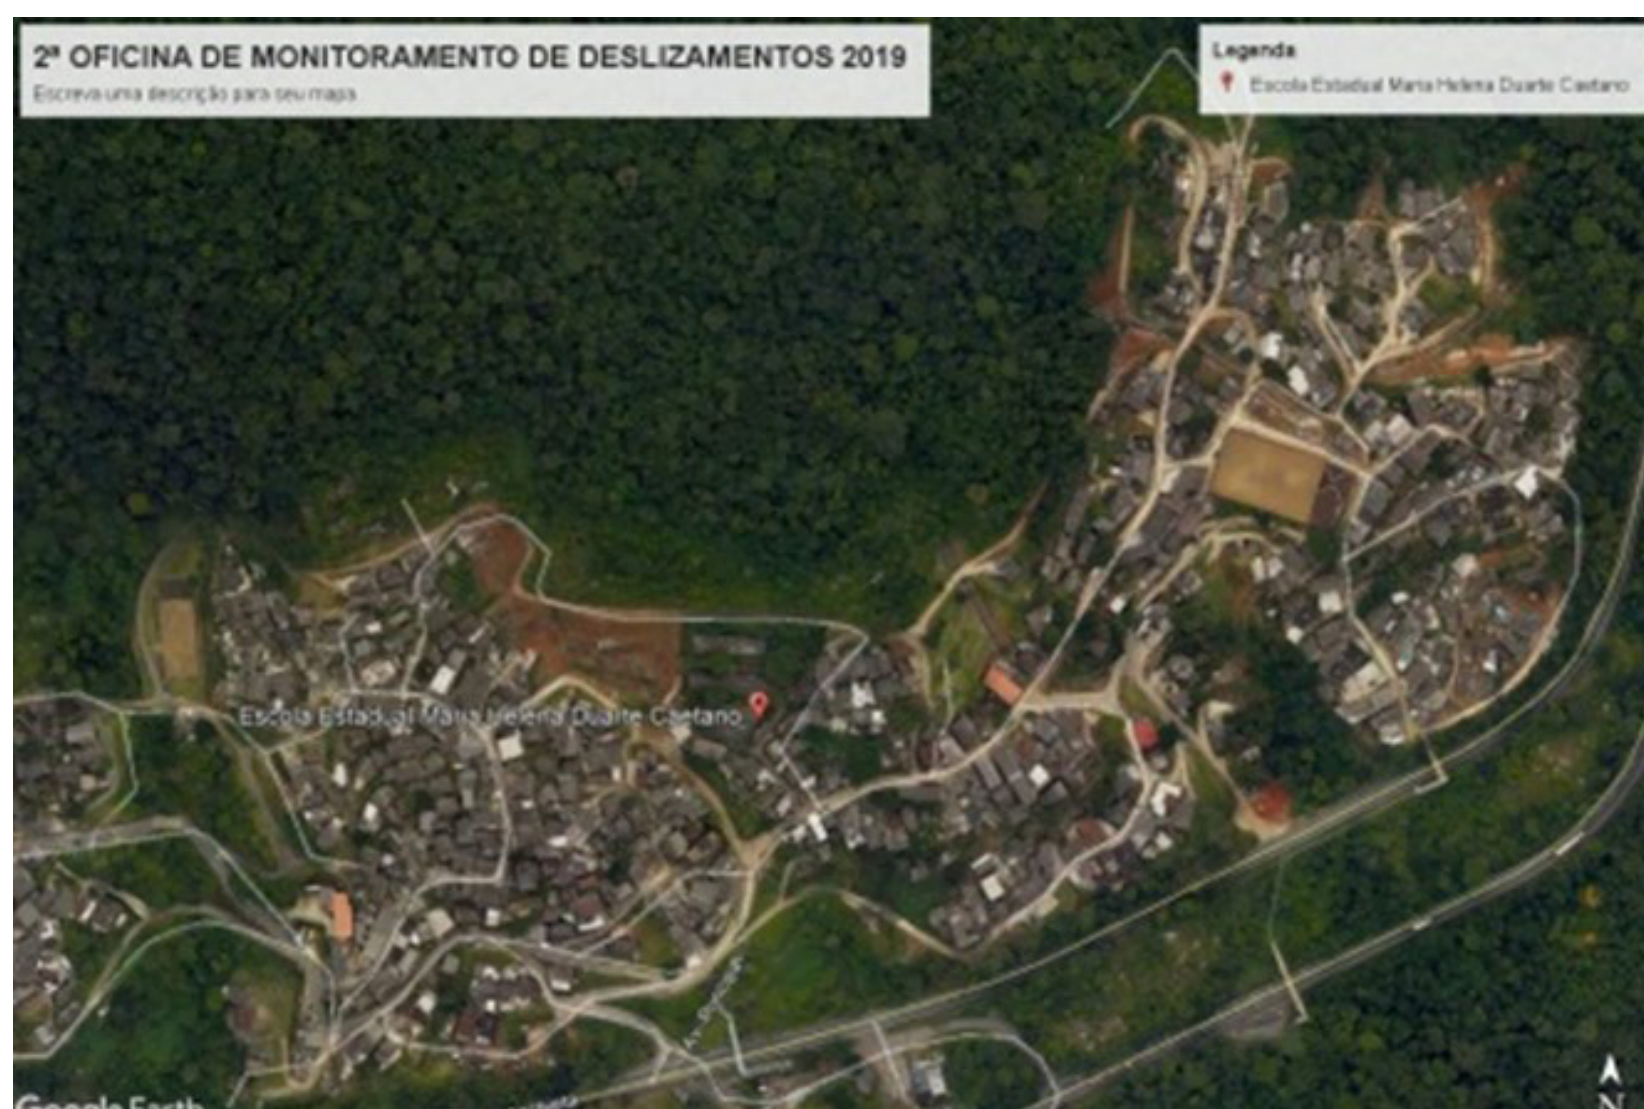 2ª OFICINA DE MONITORAMENTO DE DESLIZAMENTOS 2019
Escreva uma descrição para seu mapa
Legenda
Escola Estadual Maria Helena Duarte Caetano
Escola Estadual Maria Helena Duarte Caetano
Google Earth
N